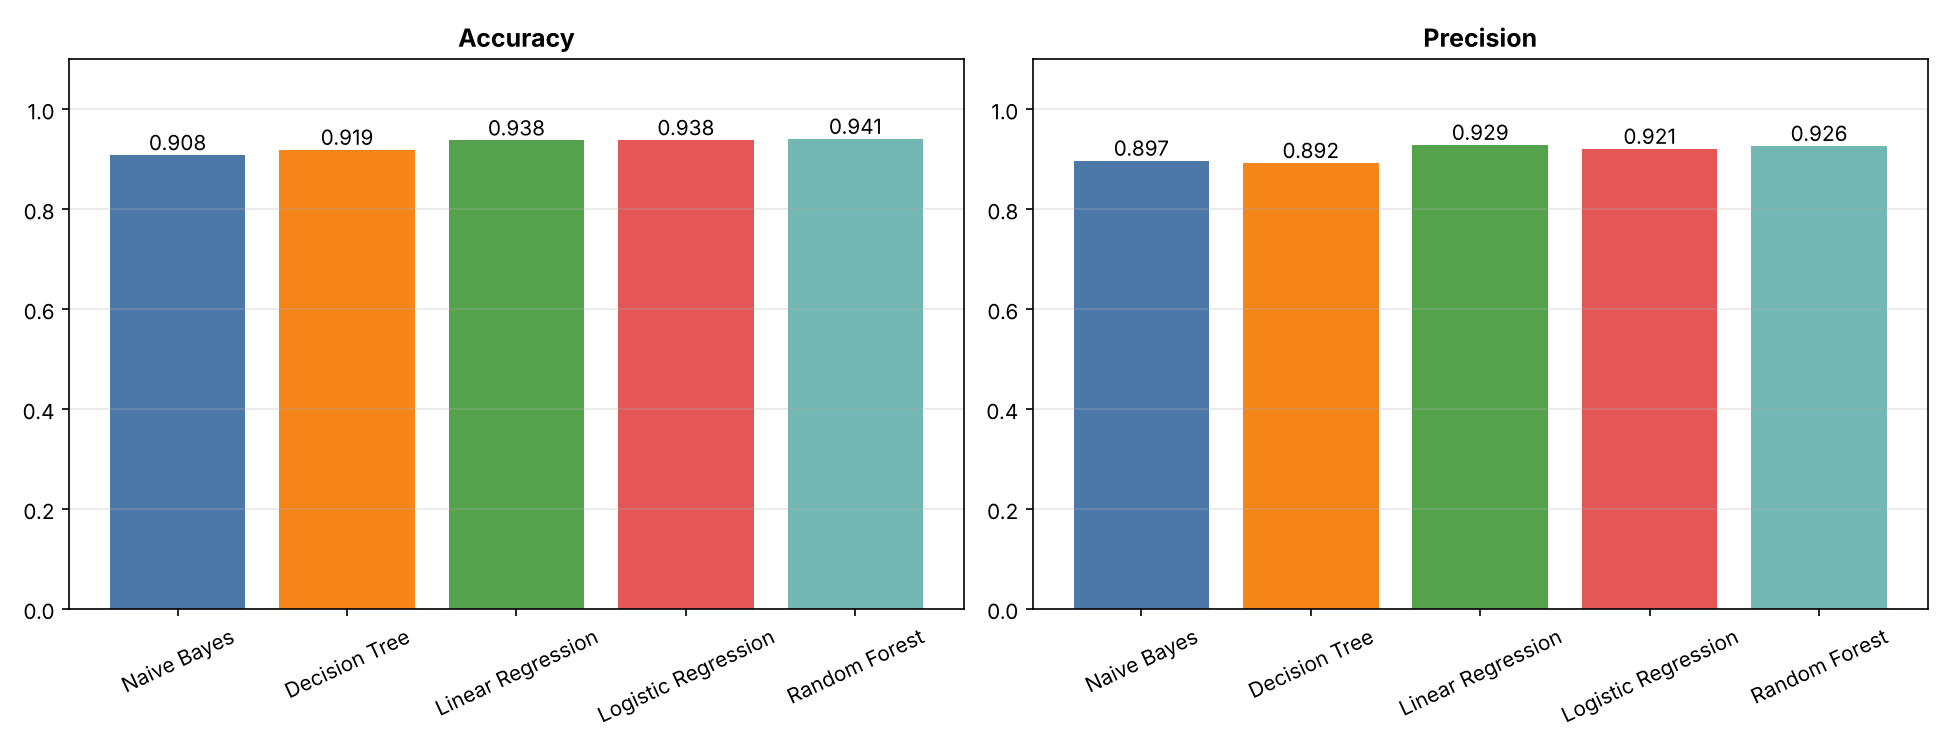 Accuracy
1.0
0.8
0.6
0.4
0.2
0.0
0.908
0.919
0.938
0.938
0.941
Naive Bayes
Decision Tree
Linear Regression
Logistic Regression
Random Forest
Precision
1.0
0.8
0.6
0.4
0.2
0.0
0.897
0.892
0.929
0.921
0.926
Naive Bayes
Decision Tree
Linear Regression
Logistic Regression
Random Forest